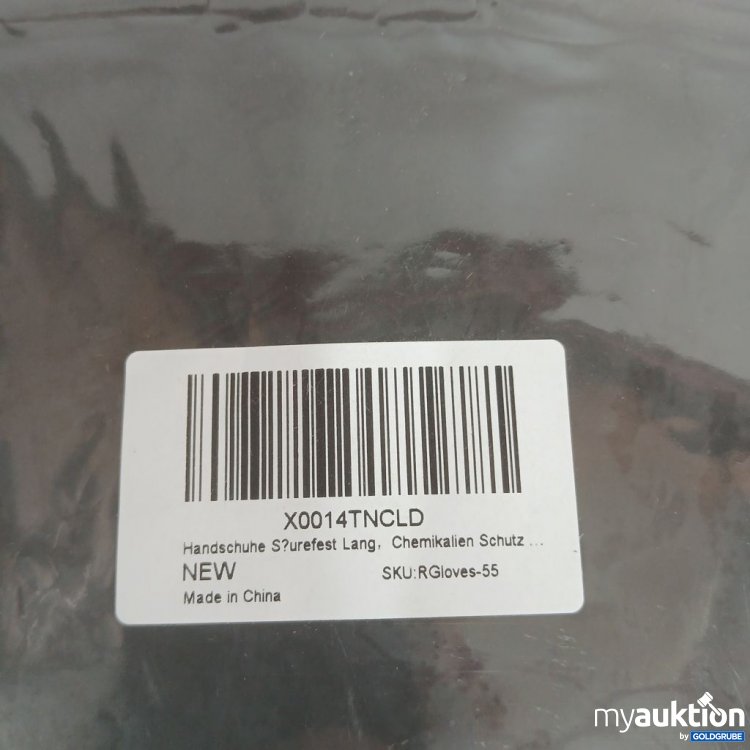 X0014TNCLD
Handschuhe S?urefest Lang, Chemikalien Schutz ...
NEW SKU:RGloves-55
Made in China
myauktion
by GOLDGRUBE